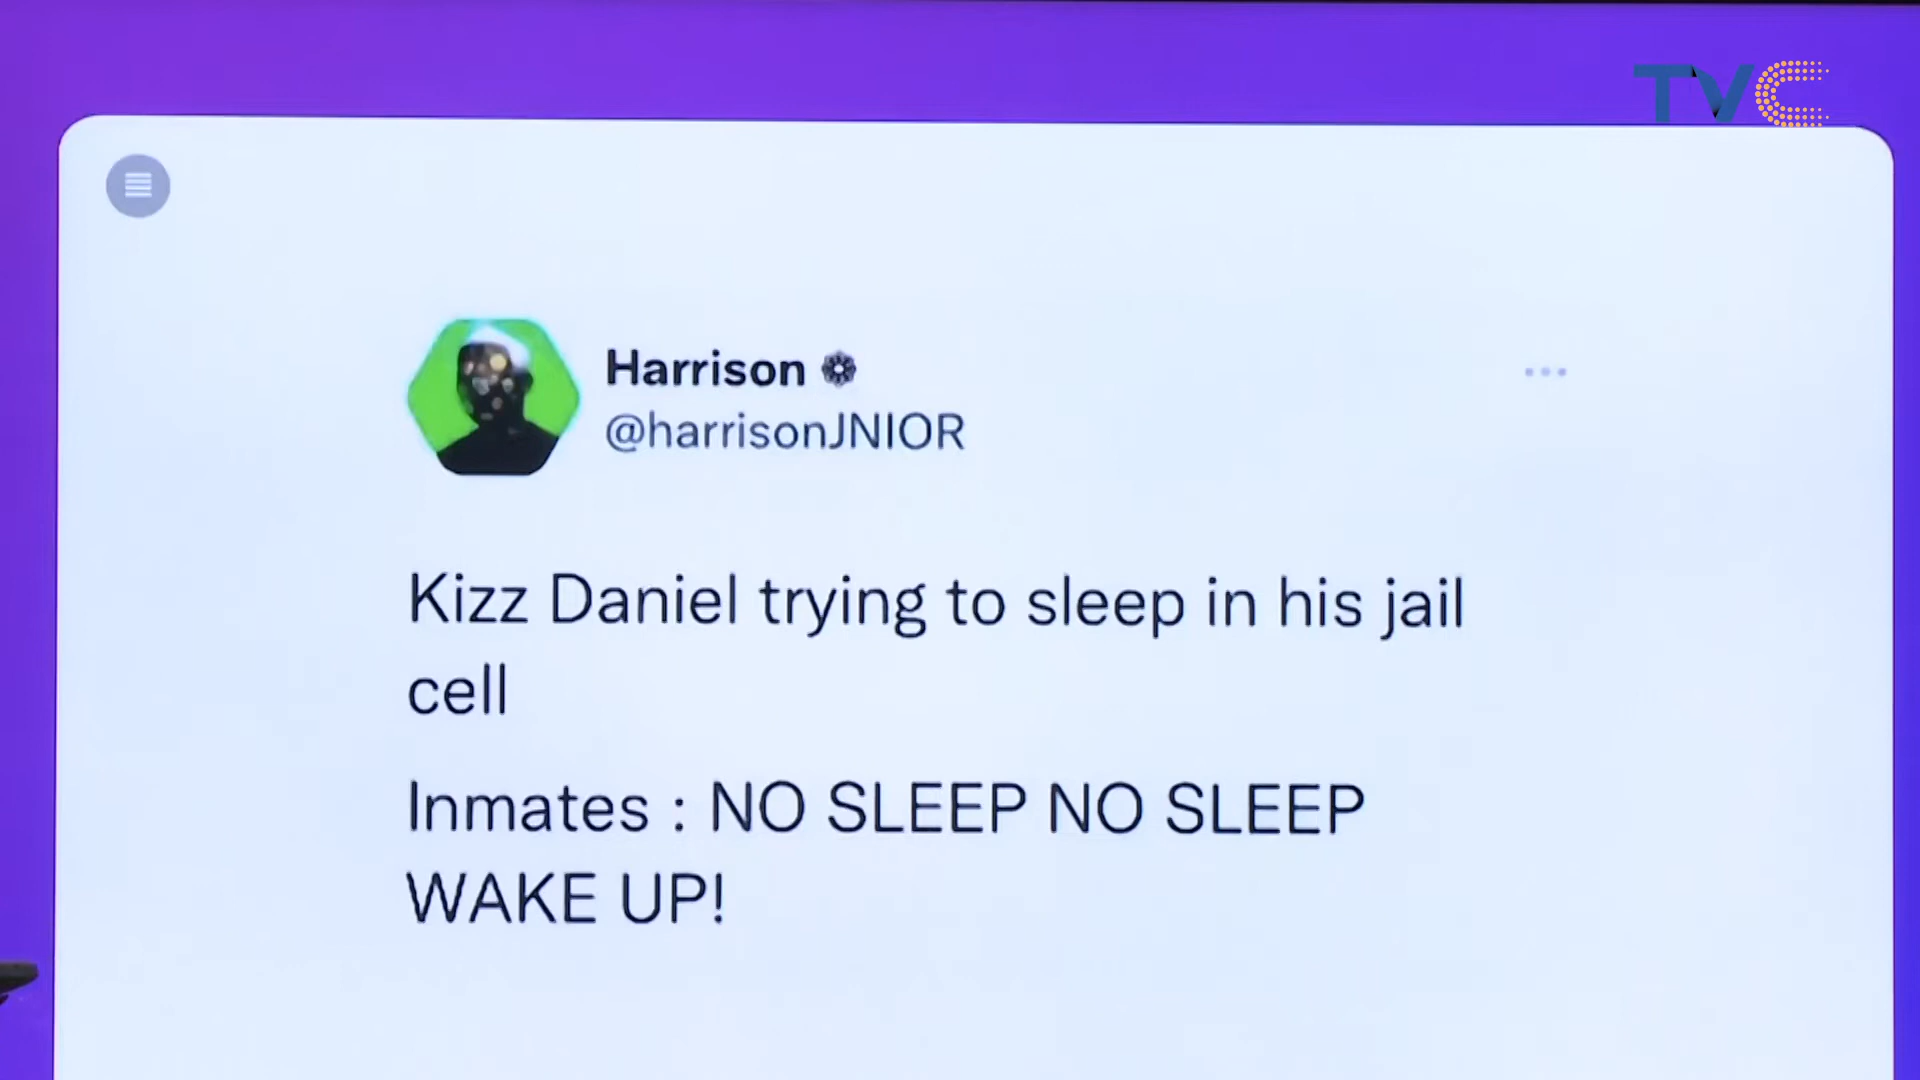 TVC
Harrison
@harrisonJNIOR
Kizz Daniel trying to sleep in his jail
cell
Inmates : NO SLEEP NO SLEEP
WAKE UP!